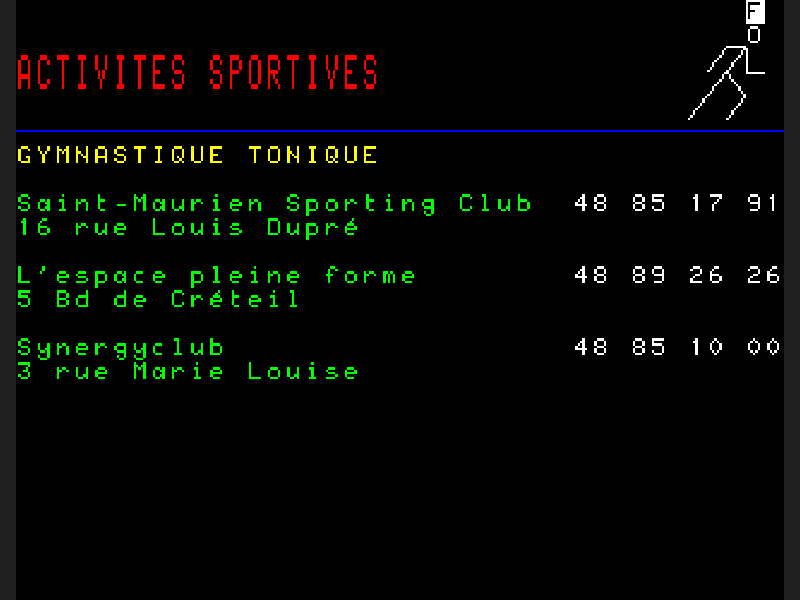 F
ACTIVITES SPORTIVES
GYMNASTIQUE TONIQUE
Saint-Maurien Sporting Club 48 85 17 91
16 rue Louis Dupré
L'espace pleine forme 48 89 26 26
5 Bd de Créteil
Synergyclub 48 85 10 00
3 rue Marie Louise